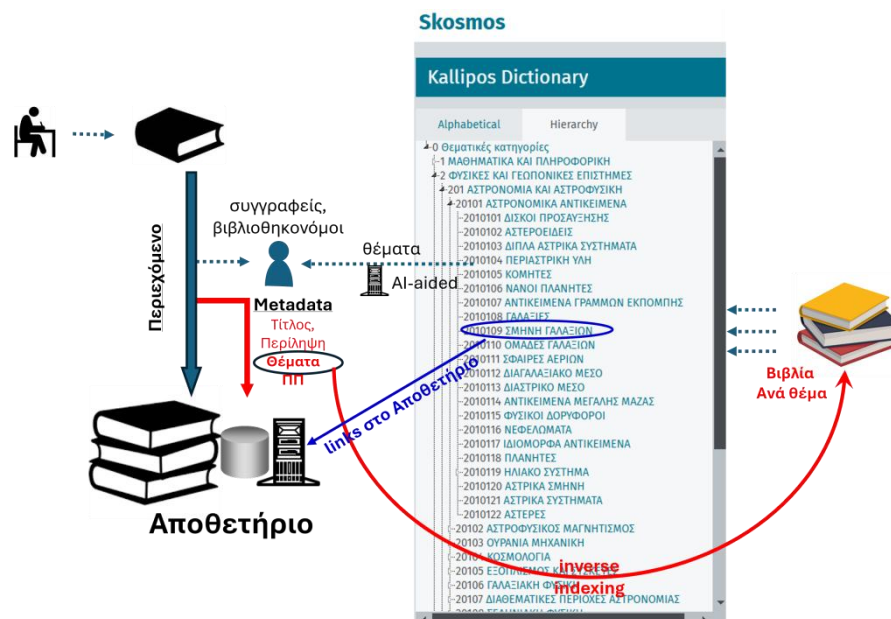 Skosmos
Kallipos Dictionary
Alphabetical
Hierarchy
0 Θεματικές κατηγορίες
1 ΜΑΘΗΜΑΤΙΚΑ ΚΑΙ ΠΛΗΡΟΦΟΡΙΚΗ
2 ΦΥΣΙΚΕΣ ΚΑΙ ΓΕΩΠΟΝΙΚΕΣ ΕΠΙΣΤΗΜΕΣ
201 ΑΣΤΡΟΝΟΜΙΑ ΚΑΙ ΑΣΤΡΟΦΥΣΙΚΗ
20101 ΑΣΤΡΟΝΟΜΙΚΑ ΑΝΤΙΚΕΙΜΕΝΑ
2010101 ΔΙΣΚΟΙ ΠΡΟΣΑΥΞΗΣΗΣ
2010102 ΑΣΤΕΡΟΕΙΔΕΙΣ
2010103 ΔΙΠΛΑ ΑΣΤΡΙΚΑ ΣΥΣΤΗΜΑΤΑ
2010104 ΠΕΡΙΑΣΤΡΙΚΗ ΥΛΗ
2010105 ΚΟΜΗΤΕΣ
2010106 ΝΑΝΟΙ ΠΛΑΝΗΤΕΣ
2010107 ΑΝΤΙΚΕΙΜΕΝΑ ΓΡΑΜΜΩΝ ΕΚΠΟΜΠΗΣ
2010108 ΓΑΛΑΞΙΕΣ
2010109 ΣΜΗΝΗ ΓΑΛΑΞΙΩΝ
2010110 ΟΜΑΔΕΣ ΓΑΛΑΞΙΩΝ
2010111 ΣΦΑΙΡΕΣ ΑΕΡΙΩΝ
2010112 ΔΙΑΓΑΛΑΞΙΑΚΟ ΜΕΣΟ
2010113 ΔΙΑΣΤΡΙΚΟ ΜΕΣΟ
2010114 ΑΝΤΙΚΕΙΜΕΝΑ ΜΕΓΑΛΗΣ ΜΑΖΑΣ
2010115 ΦΥΣΙΚΟΙ ΔΟΡΥΦΟΡΟΙ
2010116 ΝΕΦΕΛΩΜΑΤΑ
2010117 ΙΔΙΟΜΟΡΦΑ ΑΝΤΙΚΕΙΜΕΝΑ
2010118 ΠΛΑΝΗΤΕΣ
2010119 ΗΛΙΑΚΟ ΣΥΣΤΗΜΑ
2010120 ΑΣΤΡΙΚΑ ΣΜΗΝΗ
2010121 ΑΣΤΡΙΚΑ ΣΥΣΤΗΜΑΤΑ
2010122 ΑΣΤΕΡΕΣ
20102 ΑΣΤΡΟΦΥΣΙΚΟΣ ΜΑΓΝΗΤΙΣΜΟΣ
20103 ΟΥΡΑΝΙΑ ΜΗΧΑΝΙΚΗ
20104 ΚΟΣΜΟΛΟΓΙΑ
20105 ΕΞΟΠΛΙΣΜΟΣ ΚΑΙ ΣΥΣΚΕΥΕΣ
20106 ΓΑΛΑΞΙΑΚΗ ΦΥΣΙΚΗ
20107 ΔΙΑΘΕΜΑΤΙΚΕΣ ΠΕΡΙΟΧΕΣ ΑΣΤΡΟΝΟΜΙΑΣ
Περιεχόμενο
συγγραφείς,
βιβλιοθηκονόμοι
θέματα
AI-aided
Metadata
Τίτλος,
Περίληψη
Θέματα
ΠΠ
links στο Αποθετήριο
Αποθετήριο
Βιβλία
Ανά θέμα
inverse
indexing